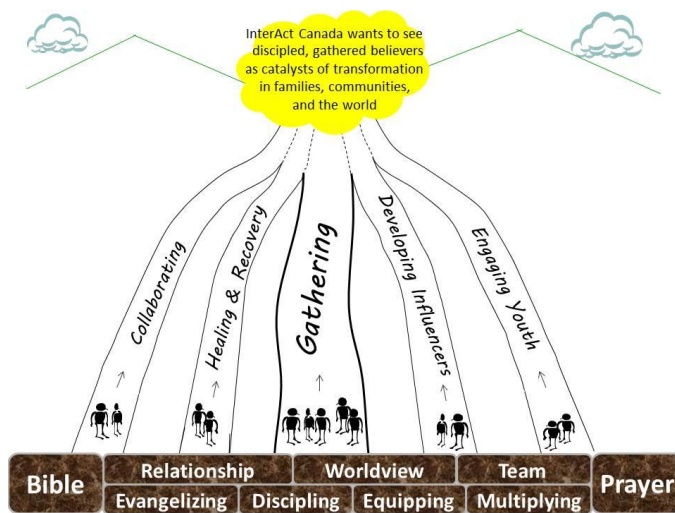 InterAct Canada wants to see
discipled, gathered believers
as catalysts of transformation
in families, communities,
and the world
Collaborating
Healing & Recovery
Gathering
Developing Influencers
Engaging Youth
Bible
Relationship
Worldview
Team
Prayer
Evangelizing
Discipling
Equipping
Multiplying